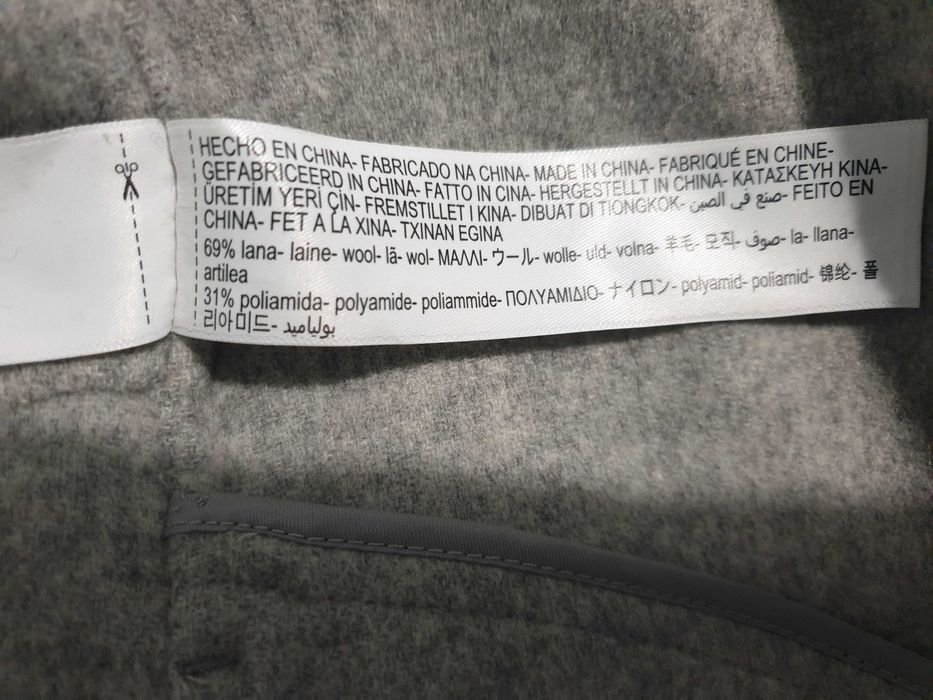 HECHO EN CHINA- FABRICADO NA CHINA- MADE IN CHINA- FABRIQUÉ EN CHINE-
GEFABRICEERD IN CHINA- FATTO IN CINA- HERGESTELLT IN CHINA- ΚΑΤΑΣΚΕΥΗ ΚΙΝΑ-
ÜRETİM YERİ ÇİN- FREMSTILLET I KINA- DIBUAT DI TIONGKOK- صنع في الصين- FEITO EN
CHINA- FET A LA XINA- TXINAN EGINA
69% lana- laine- wool- lã- wol- ΜΑΛΛΙ- ウール- wolle- uld- volna- 羊毛- 모직- صوف- la- llana-
artilea
31% poliamida- polyamide- poliammide- ΠΟΛΥΑΜΙΔΙΟ- ナイロン- polyamid- poliamid- 锦纶- 폴
리아미드- بولياميد